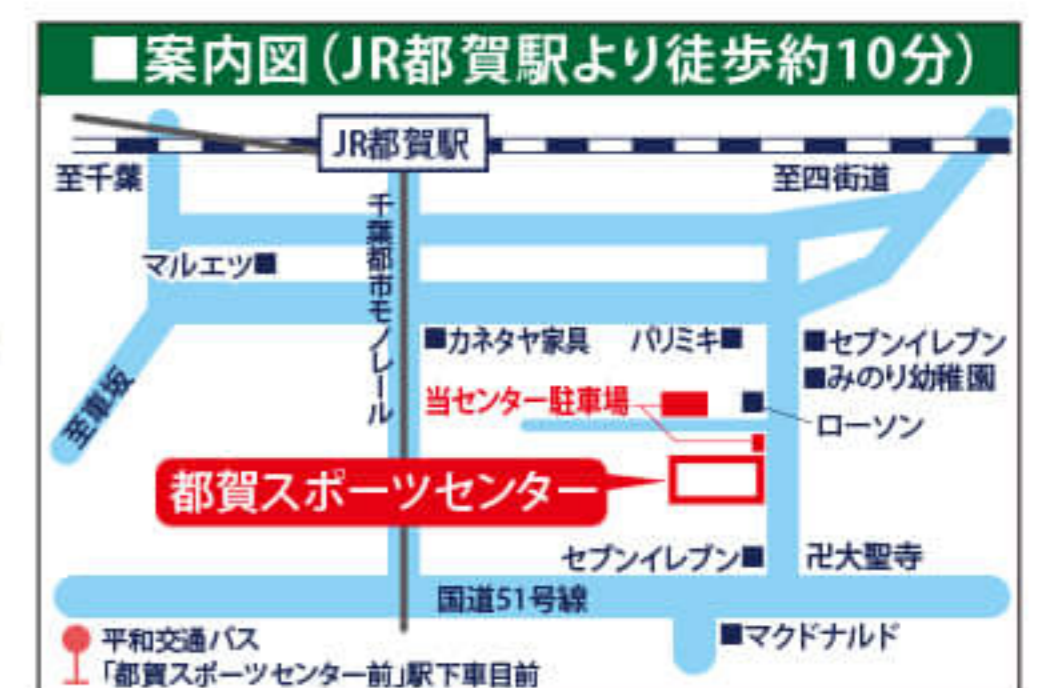 ■案内図(JR都賀駅より徒歩約10分)
JR都賀駅
至千葉
至四街道
千葉都市モノレール
マルエツ■
■カネタヤ家具
パリミキ■
■セブンイレブン
■みのり幼稚園
当センター駐車場
ローソン
至車坂
都賀スポーツセンター
セブンイレブン■
卍大聖寺
国道51号線
■マクドナルド
平和交通バス
「都賀スポーツセンター前」駅下車目前